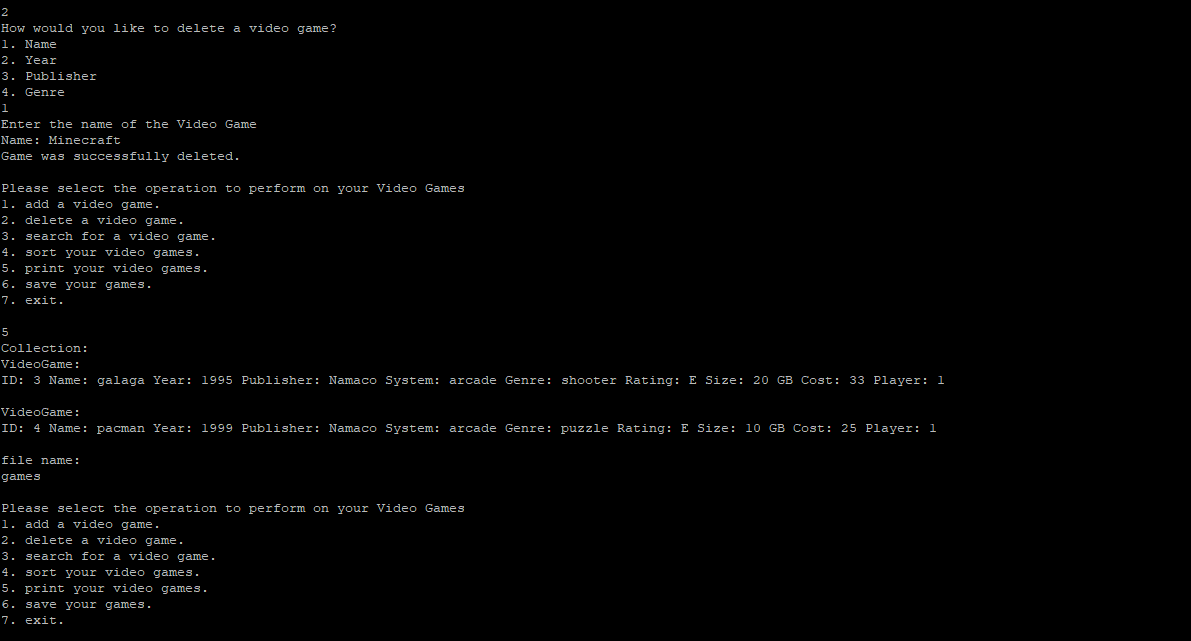 2
How would you like to delete a video game?
1. Name
2. Year
3. Publisher
4. Genre
1
Enter the name of the Video Game
Name: Minecraft
Game was successfully deleted.
Please select the operation to perform on your Video Games
1. add a video game.
2. delete a video game.
3. search for a video game.
4. sort your video games.
5. print your video games.
6. save your games.
7. exit.
5
Collection:
VideoGame:
ID: 3 Name: galaga Year: 1995 Publisher: Namaco System: arcade Genre: shooter Rating: E Size: 20 GB Cost: 33 Player: 1
VideoGame:
ID: 4 Name: pacman Year: 1999 Publisher: Namaco System: arcade Genre: puzzle Rating: E Size: 10 GB Cost: 25 Player: 1
file name:
games
Please select the operation to perform on your Video Games
1. add a video game.
2. delete a video game.
3. search for a video game.
4. sort your video games.
5. print your video games.
6. save your games.
7. exit.